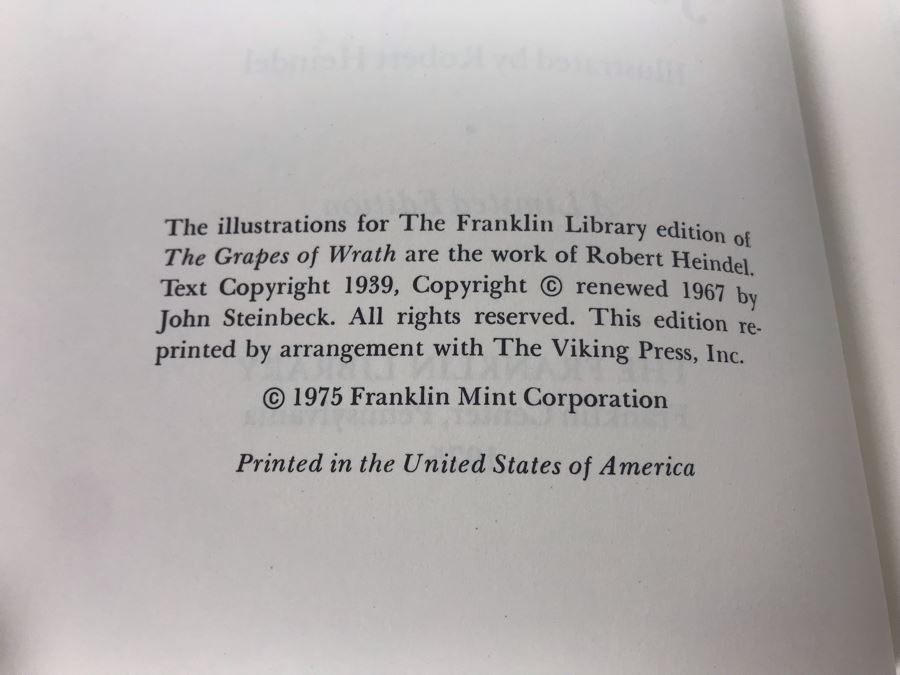 The illustrations for The Franklin Library edition of
The Grapes of Wrath are the work of Robert Heindel.
Text Copyright 1939, Copyright © renewed 1967 by
John Steinbeck. All rights reserved. This edition re-
printed by arrangement with The Viking Press, Inc.
© 1975 Franklin Mint Corporation
Printed in the United States of America